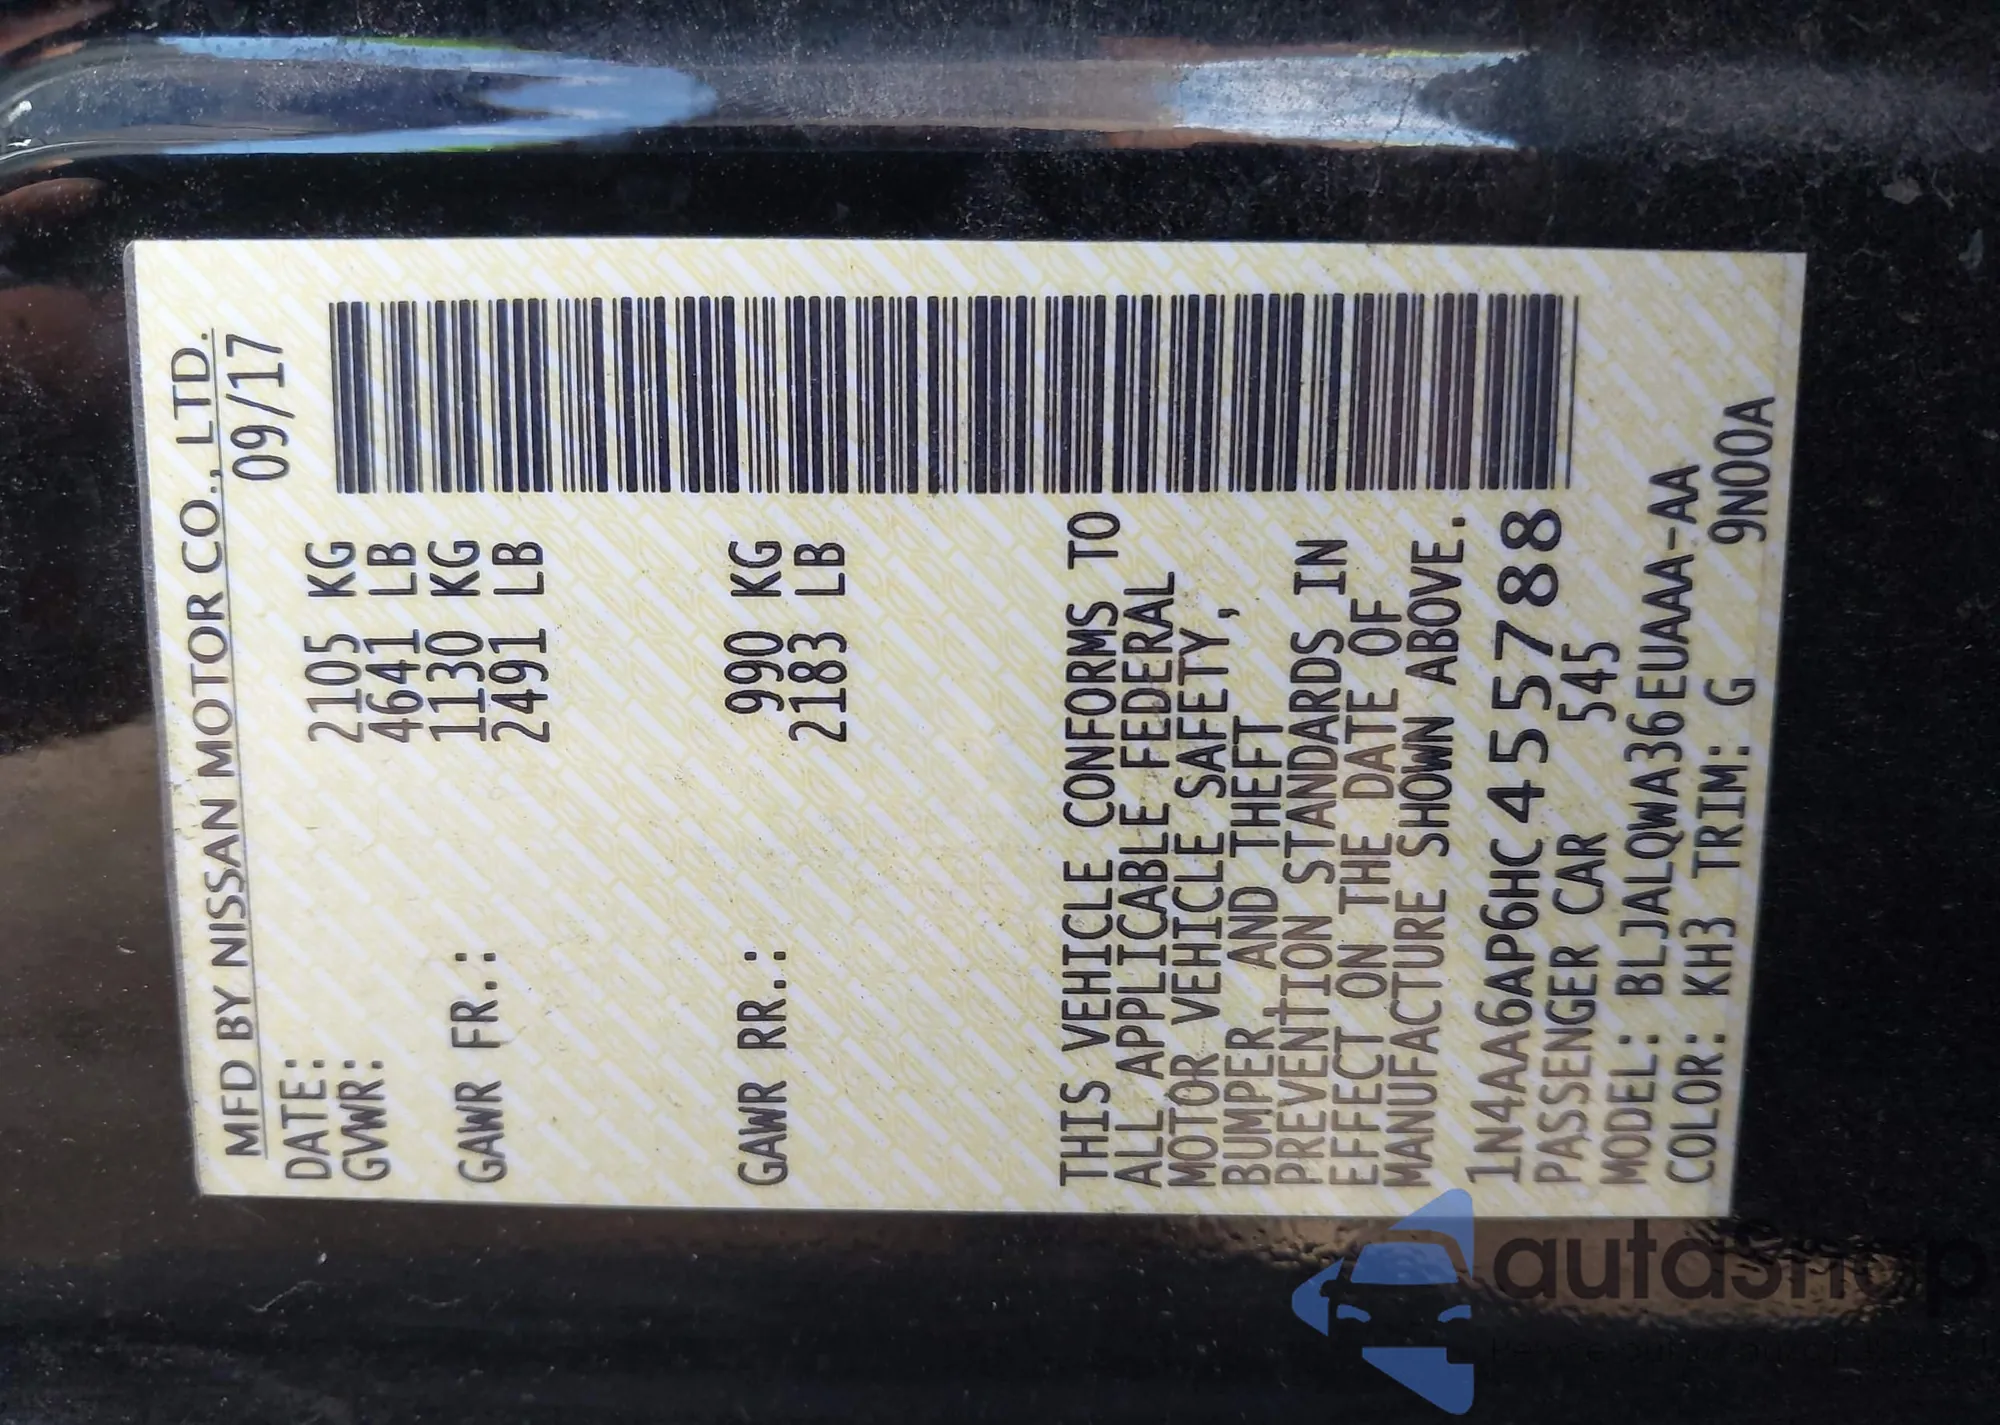 MFD BY NISSAN MOTOR CO., LTD.
DATE: 09/17
GVWR: 2105 KG
4641 LB
GAWR FR.: 1130 KG
2491 LB
GAWR RR.: 990 KG
2183 LB
THIS VEHICLE CONFORMS TO
ALL APPLICABLE FEDERAL
MOTOR VEHICLE SAFETY,
BUMPER AND THEFT
PREVENTION STANDARDS IN
EFFECT ON THE DATE OF
MANUFACTURE SHOWN ABOVE.
1N4AA6AP6HC455788
PASSENGER CAR 545
MODEL: BLJALQWA36EUAAA-AA
COLOR: KH3 TRIM: G 9N00A
autashop